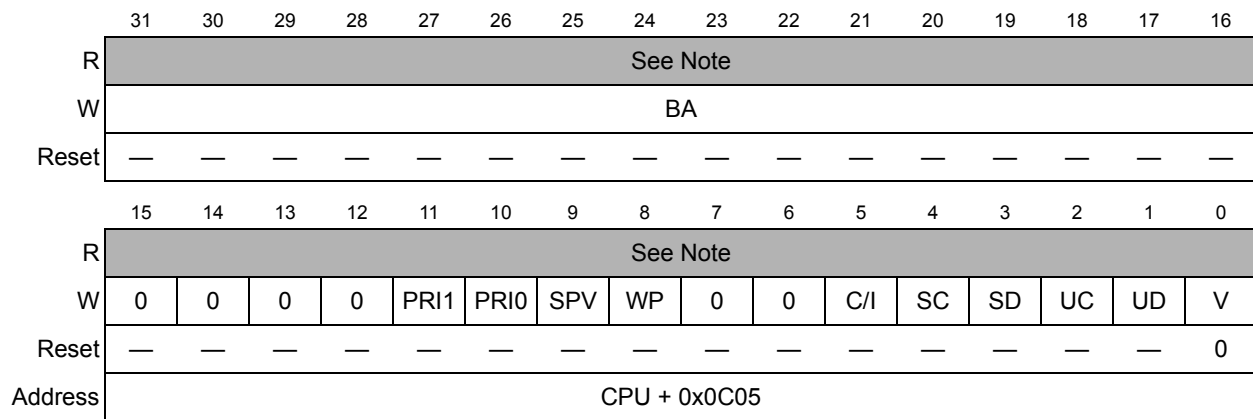 31 30 29 28 27 26 25 24 23 22 21 20 19 18 17 16
R See Note
W BA
Reset — — — — — — — — — — — — — — — —
15 14 13 12 11 10 9 8 7 6 5 4 3 2 1 0
R See Note
W 0 0 0 0 PRI1 PRI0 SPV WP 0 0 C/I SC SD UC UD V
Reset — — — — — — — — — — — — — — — 0
Address CPU + 0x0C05